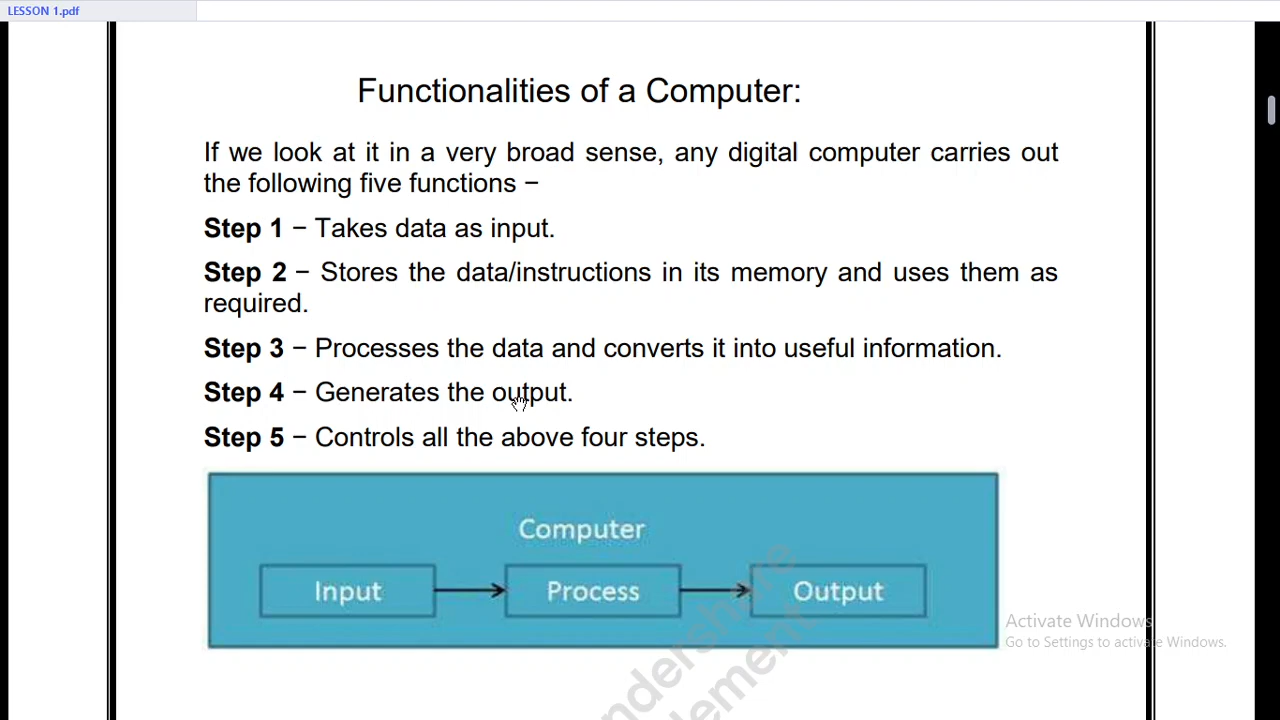 LESSON 1.pdf
Functionalities of a Computer:
If we look at it in a very broad sense, any digital computer carries out
the following five functions −
Step 1 − Takes data as input.
Step 2 − Stores the data/instructions in its memory and uses them as
required.
Step 3 − Processes the data and converts it into useful information.
Step 4 − Generates the output.
Step 5 − Controls all the above four steps.
Computer
Input Process Output
Activate Windows
Go to Settings to activate Windows.